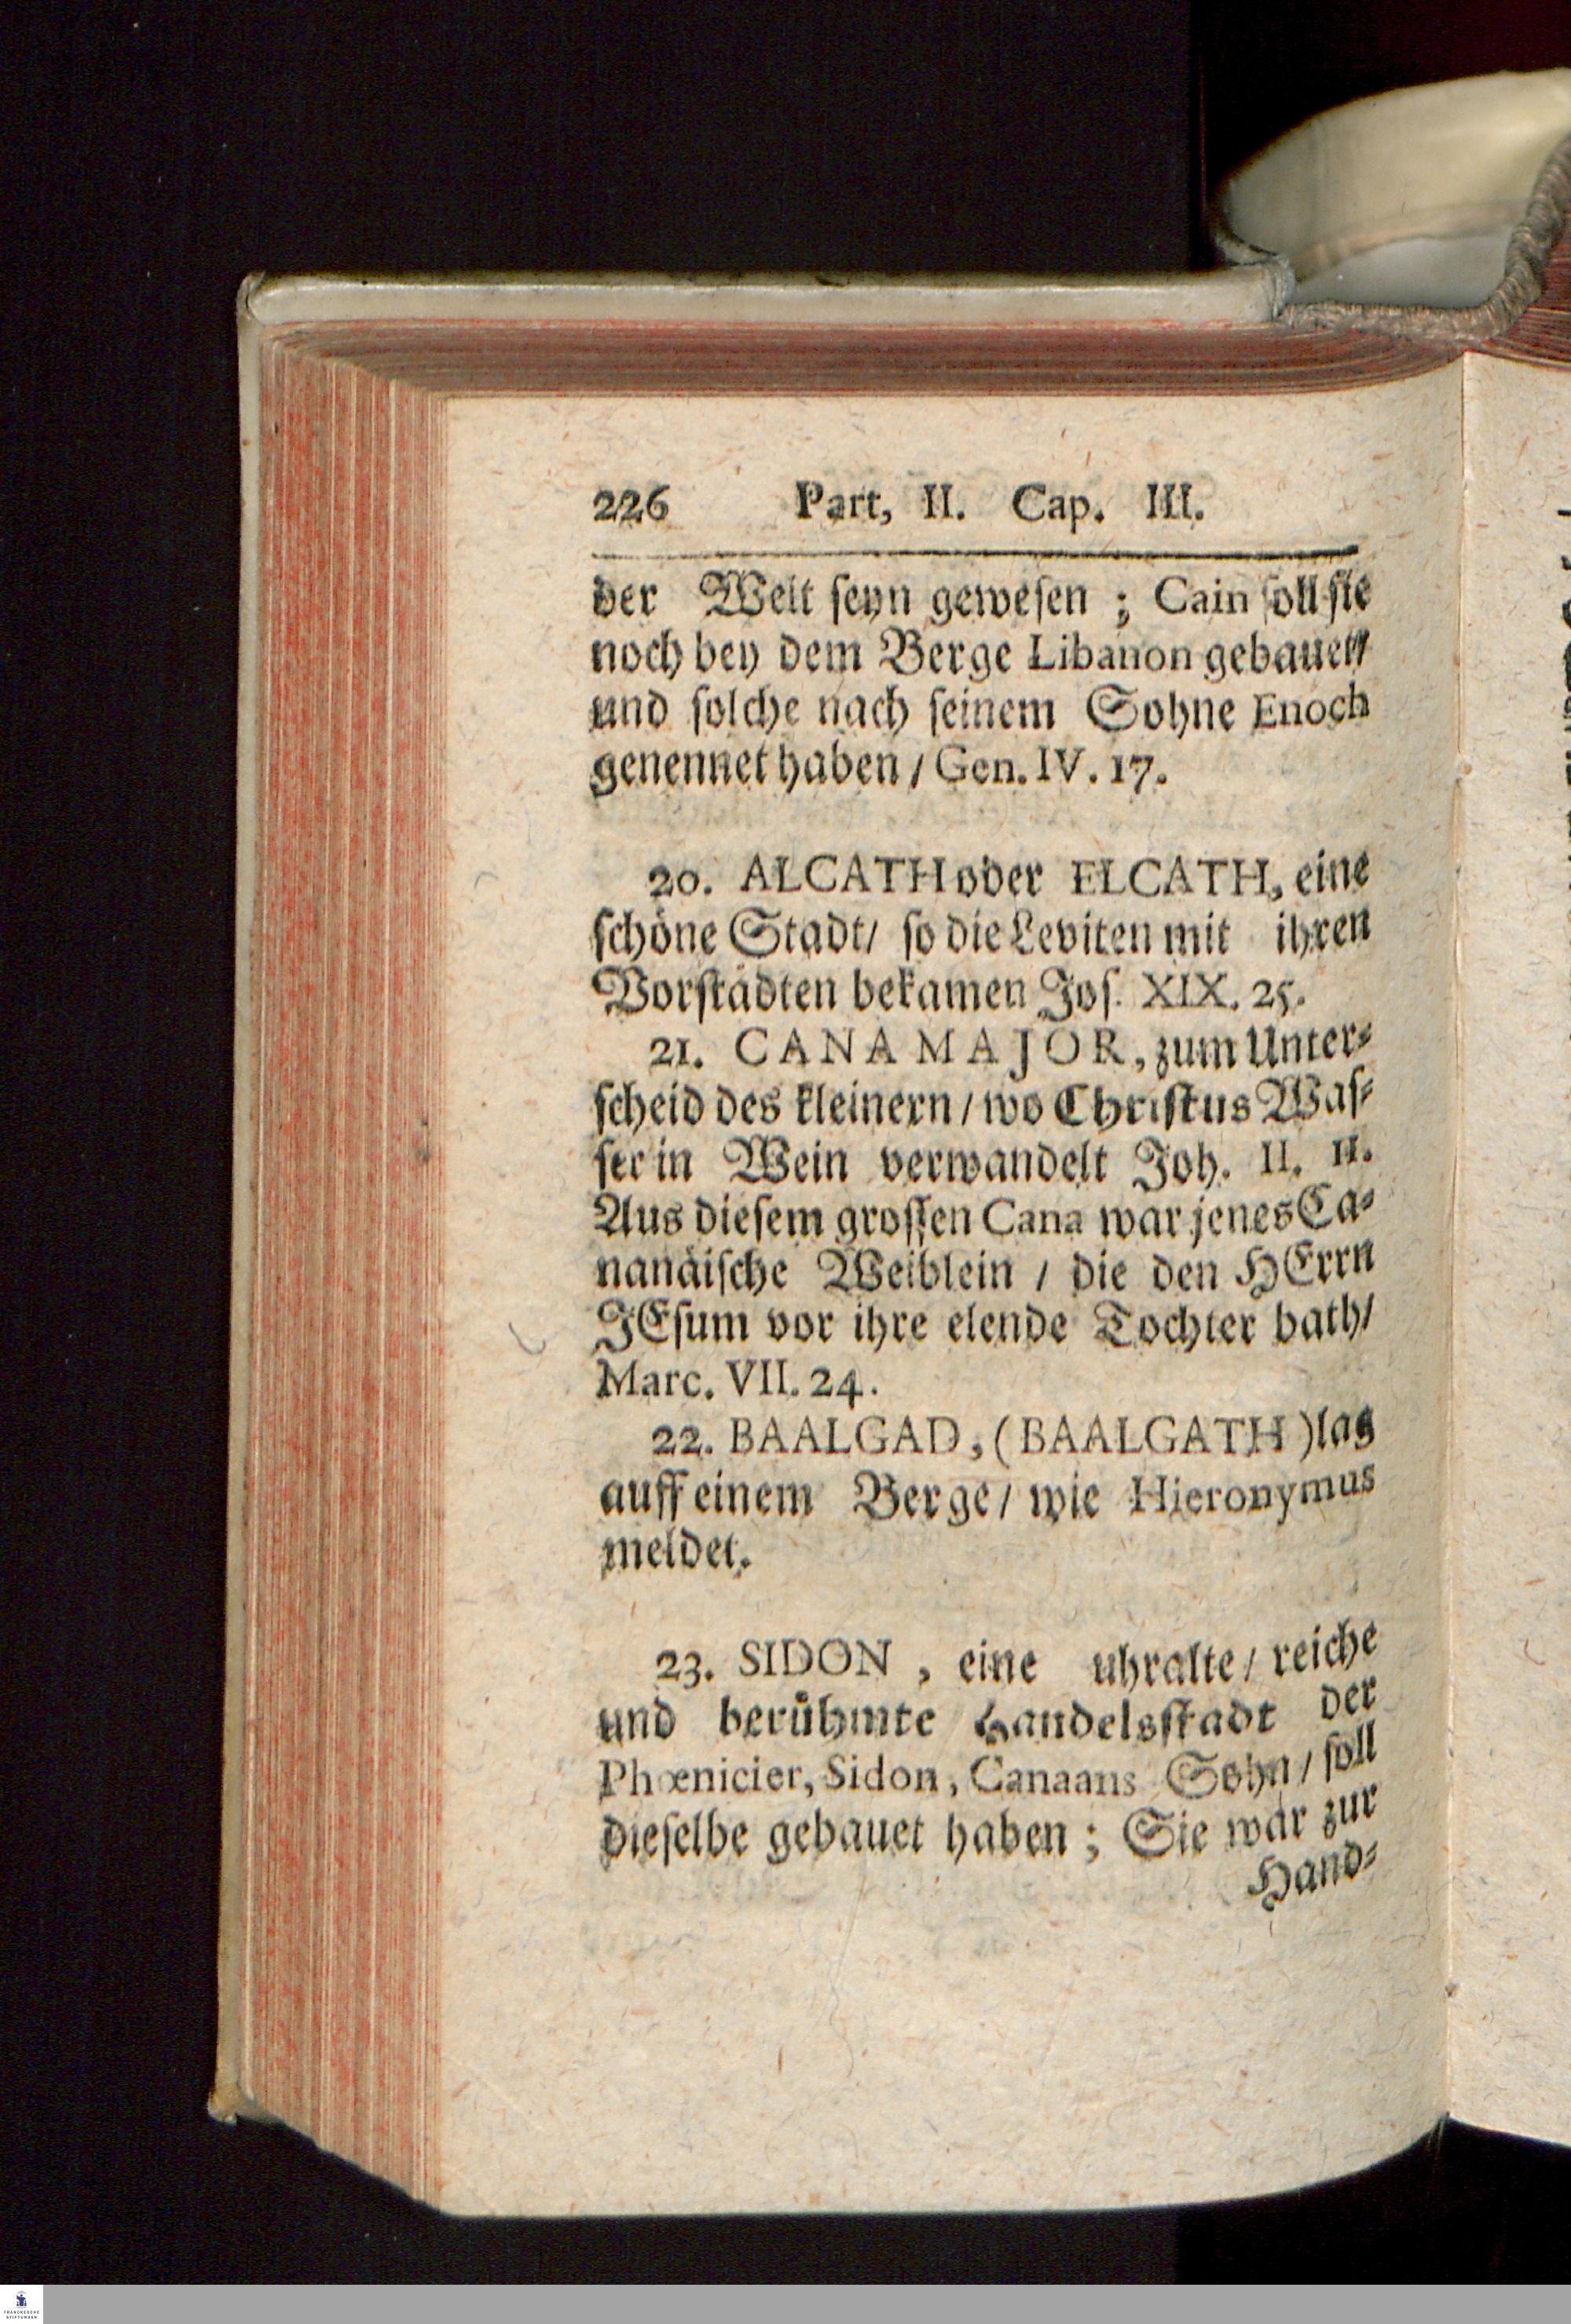 226 Part, II. Cap. III.
der Welt seyn gewesen ; Cain soll sie
noch bey dem Berge Libanon gebauet/
und solche nach seinem Sohne Enoch
genennet haben / Gen. IV. 17.
20. ALCATH oder ELCATH, eine
schöne Stadt/ so die Leviten mit ihren
Vorstädten bekamen Jos. XIX. 25.
21. CANA MAJOR, zum Unter-
scheid des kleinern / wo Christus Was-
ser in Wein verwandelt Joh. II. 11.
Aus diesem grossen Cana war jenes Ca-
nanäische Weiblein / die den HErrn
JEsum vor ihre elende Tochter bath/
Marc. VII. 24.
22. BAALGAD, (BAALGATH) lag
auff einem Berge/ wie Hieronymus
meldet.
23. SIDON , eine uhralte/ reiche
und berühmte Handelsstadt der
Phœnicier, Sidon, Canaans Sohn/ soll
dieselbe gebauet haben ; Sie war zur
Hand-
FRANCKESCHE
STIFTUNGEN